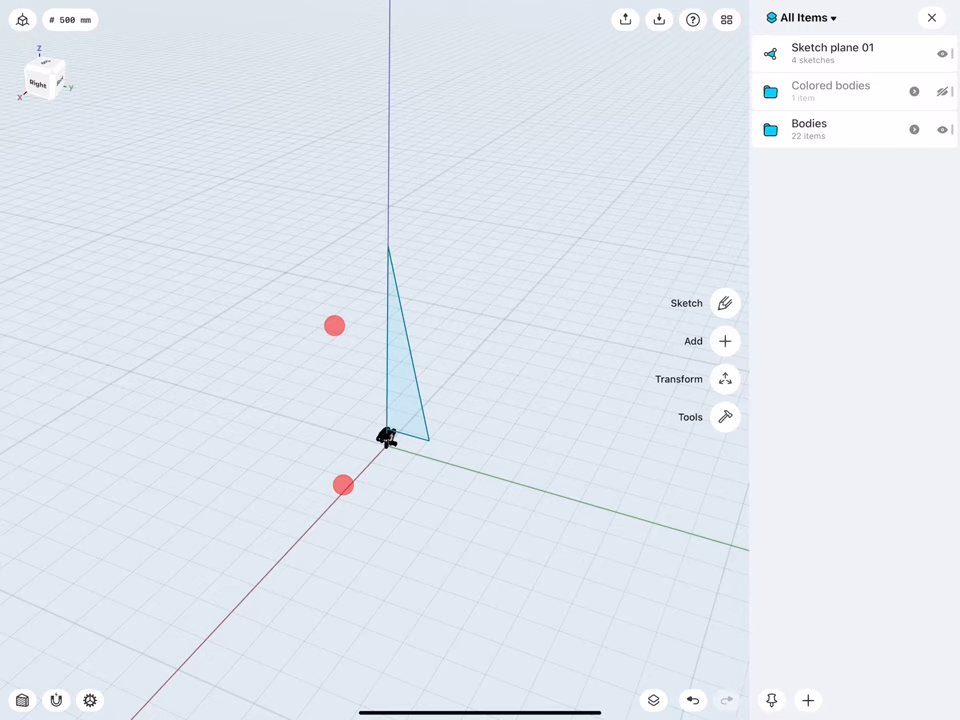 # 500 mm
All Items
Z
Right
X
Y
Sketch plane 01
4 sketches
Colored bodies
1 item
Bodies
22 items
Sketch
Add
Transform
Tools